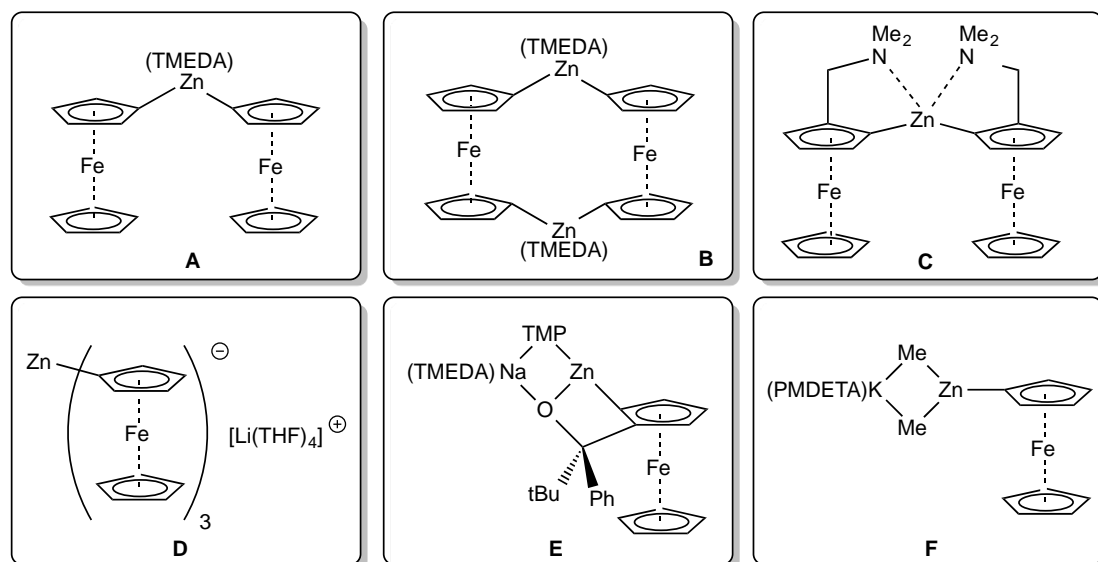 (TMEDA)
Zn
Fe
Fe
A
(TMEDA)
Zn
Fe
Fe
Zn
(TMEDA)
B
Me2
N
Me2
N
Zn
Fe
Fe
C
Zn
⊖
Fe
[Li(THF)4]
⊕
3
D
TMP
(TMEDA) Na
Zn
O
tBu
Ph
Fe
E
Me
(PMDETA)K
Zn
Me
Fe
F